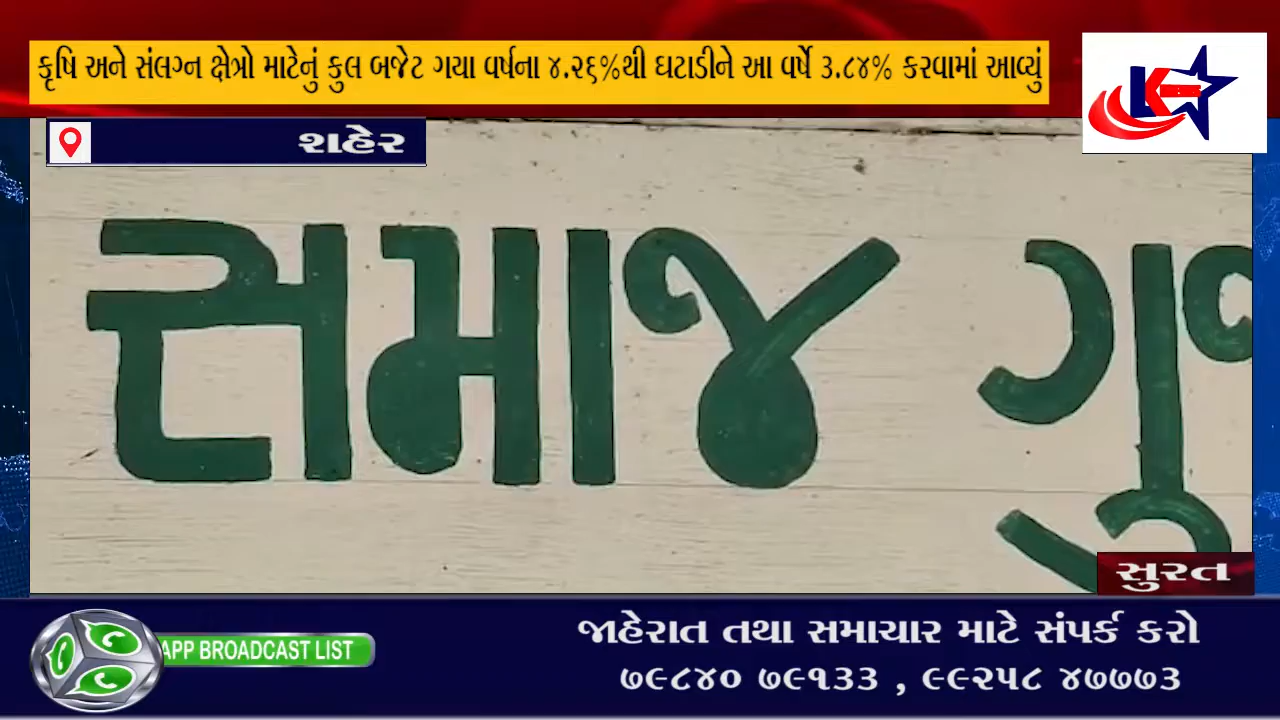 કૃષિ અને સંલગ્ન ક્ષેત્રો માટેનું કુલ બજેટ ગયા વર્ષના ૪.૨૬%થી ઘટાડીને આ વર્ષે ૩.૮૪% કરવામાં આવ્યું
K
શહેર
સમાજ
સુરત
APP BROADCAST LIST
જાહેરાત તથા સમાચાર માટે સંપર્ક કરો
૭૯૮૪૦ ૭૯૧૩૩ , ૯૯૨૫૮ ૪૭૭૭૩